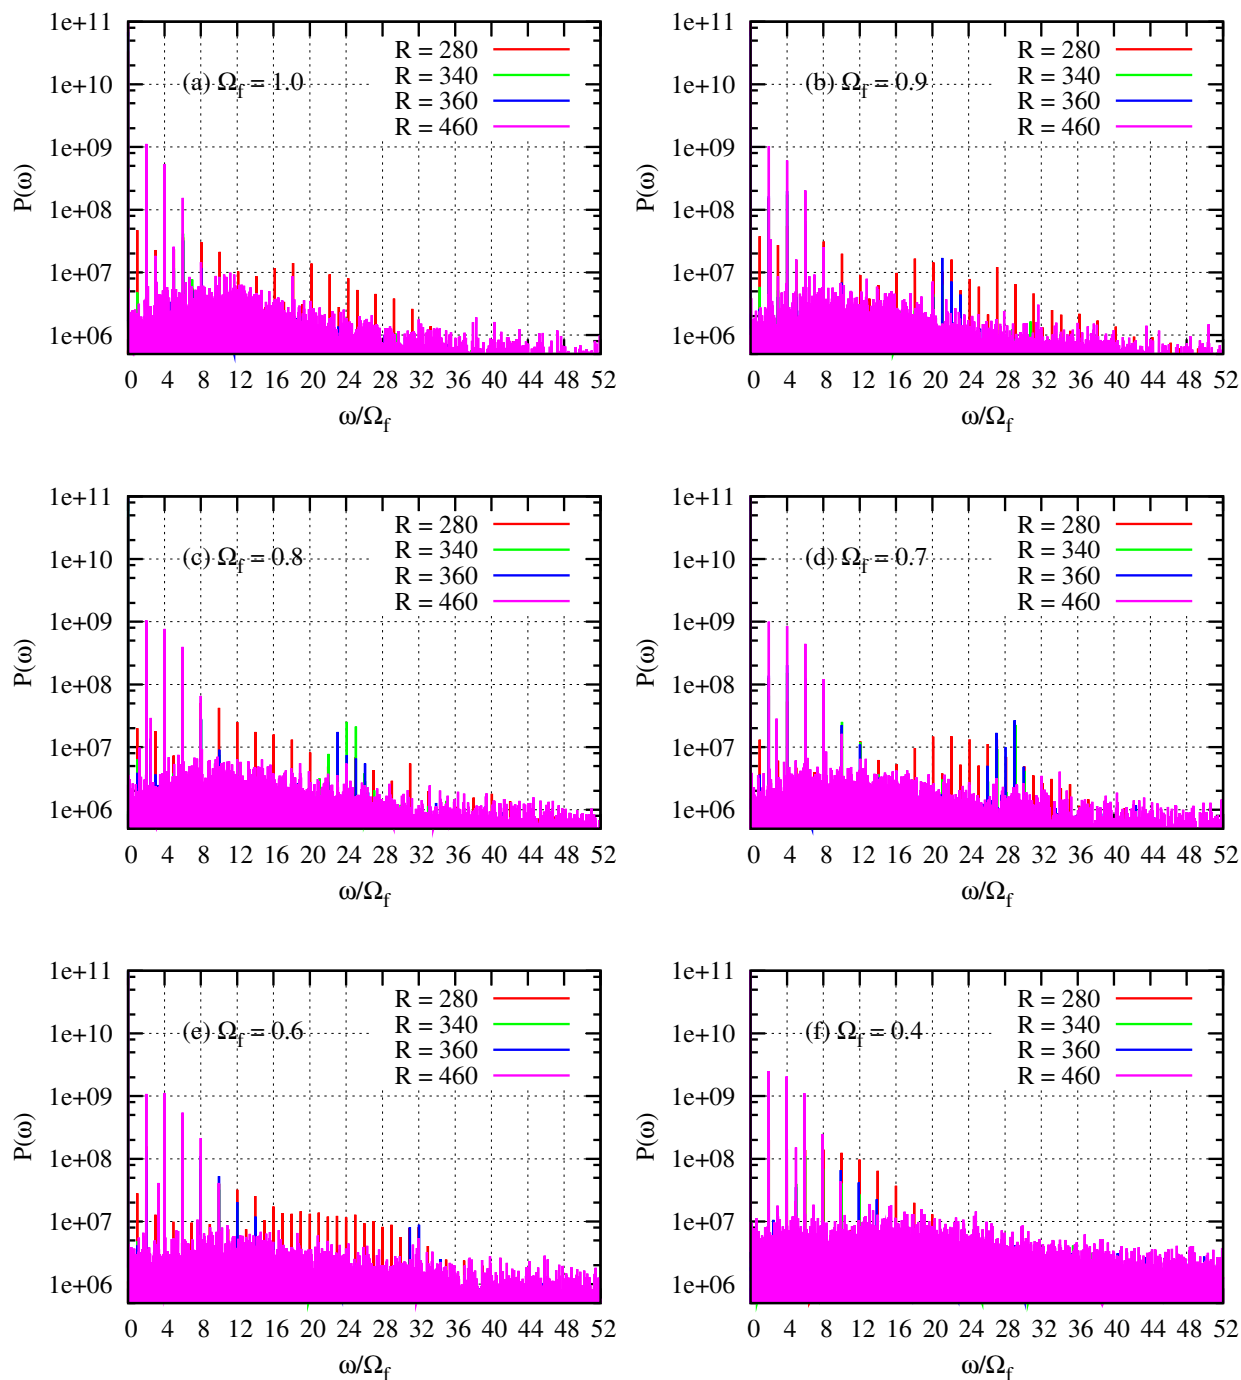 1e+11
1e+10
1e+09
1e+08
1e+07
1e+06
P(ω)
(a) Ω_f = 1.0
R = 280
R = 340
R = 360
R = 460
0 4 8 12 16 20 24 28 32 36 40 44 48 52
ω/Ω_f
1e+11
1e+10
1e+09
1e+08
1e+07
1e+06
P(ω)
(b) Ω_f = 0.9
R = 280
R = 340
R = 360
R = 460
0 4 8 12 16 20 24 28 32 36 40 44 48 52
ω/Ω_f
1e+11
1e+10
1e+09
1e+08
1e+07
1e+06
P(ω)
(c) Ω_f = 0.8
R = 280
R = 340
R = 360
R = 460
0 4 8 12 16 20 24 28 32 36 40 44 48 52
ω/Ω_f
1e+11
1e+10
1e+09
1e+08
1e+07
1e+06
P(ω)
(d) Ω_f = 0.7
R = 280
R = 340
R = 360
R = 460
0 4 8 12 16 20 24 28 32 36 40 44 48 52
ω/Ω_f
1e+11
1e+10
1e+09
1e+08
1e+07
1e+06
P(ω)
(e) Ω_f = 0.6
R = 280
R = 340
R = 360
R = 460
0 4 8 12 16 20 24 28 32 36 40 44 48 52
ω/Ω_f
1e+11
1e+10
1e+09
1e+08
1e+07
1e+06
P(ω)
(f) Ω_f = 0.4
R = 280
R = 340
R = 360
R = 460
0 4 8 12 16 20 24 28 32 36 40 44 48 52
ω/Ω_f